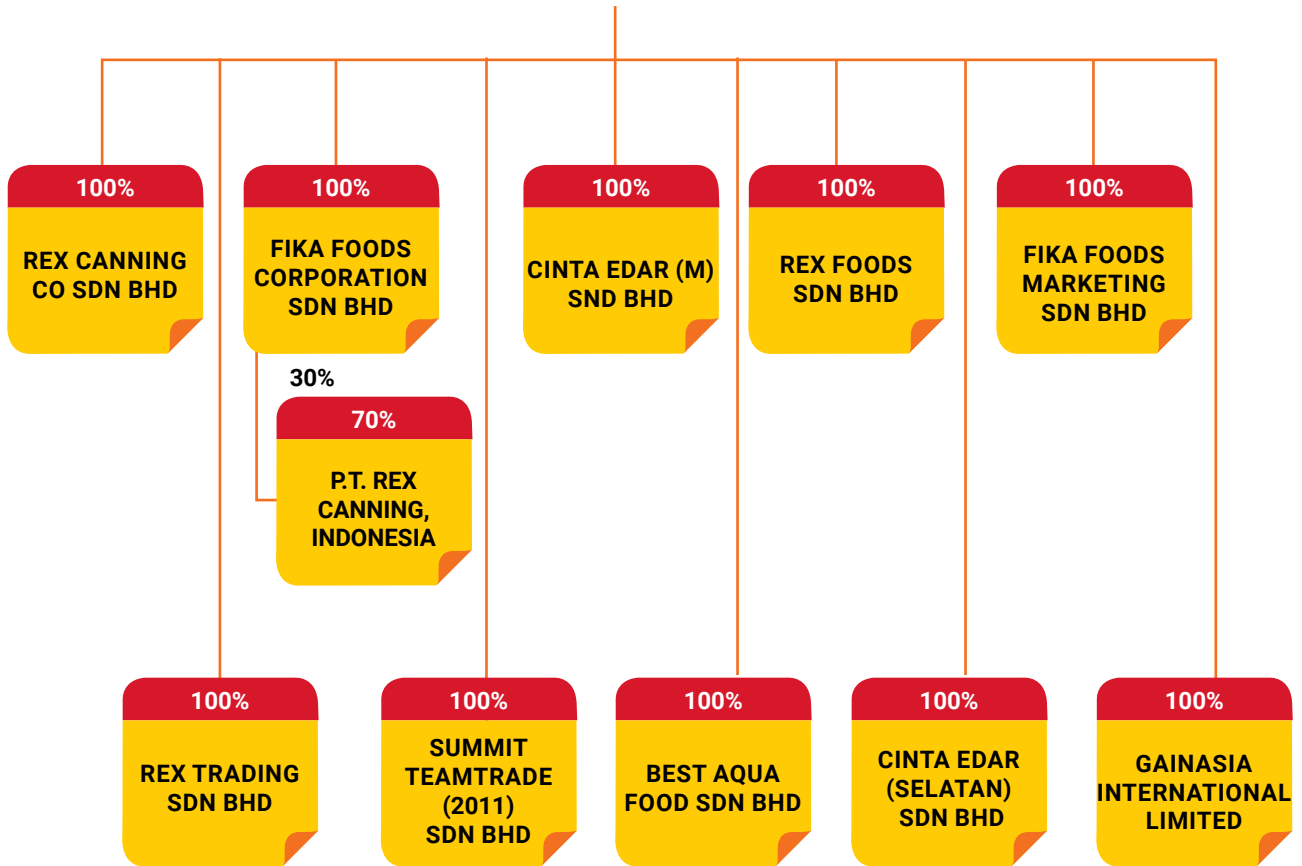 100%
REX CANNING
CO SDN BHD
100%
FIKA FOODS
CORPORATION
SDN BHD
100%
CINTA EDAR (M)
SND BHD
100%
REX FOODS
SDN BHD
100%
FIKA FOODS
MARKETING
SDN BHD
30%
70%
P.T. REX
CANNING,
INDONESIA
100%
REX TRADING
SDN BHD
100%
SUMMIT
TEAMTRADE
(2011)
SDN BHD
100%
BEST AQUA
FOOD SDN BHD
100%
CINTA EDAR
(SELATAN)
SDN BHD
100%
GAINASIA
INTERNATIONAL
LIMITED